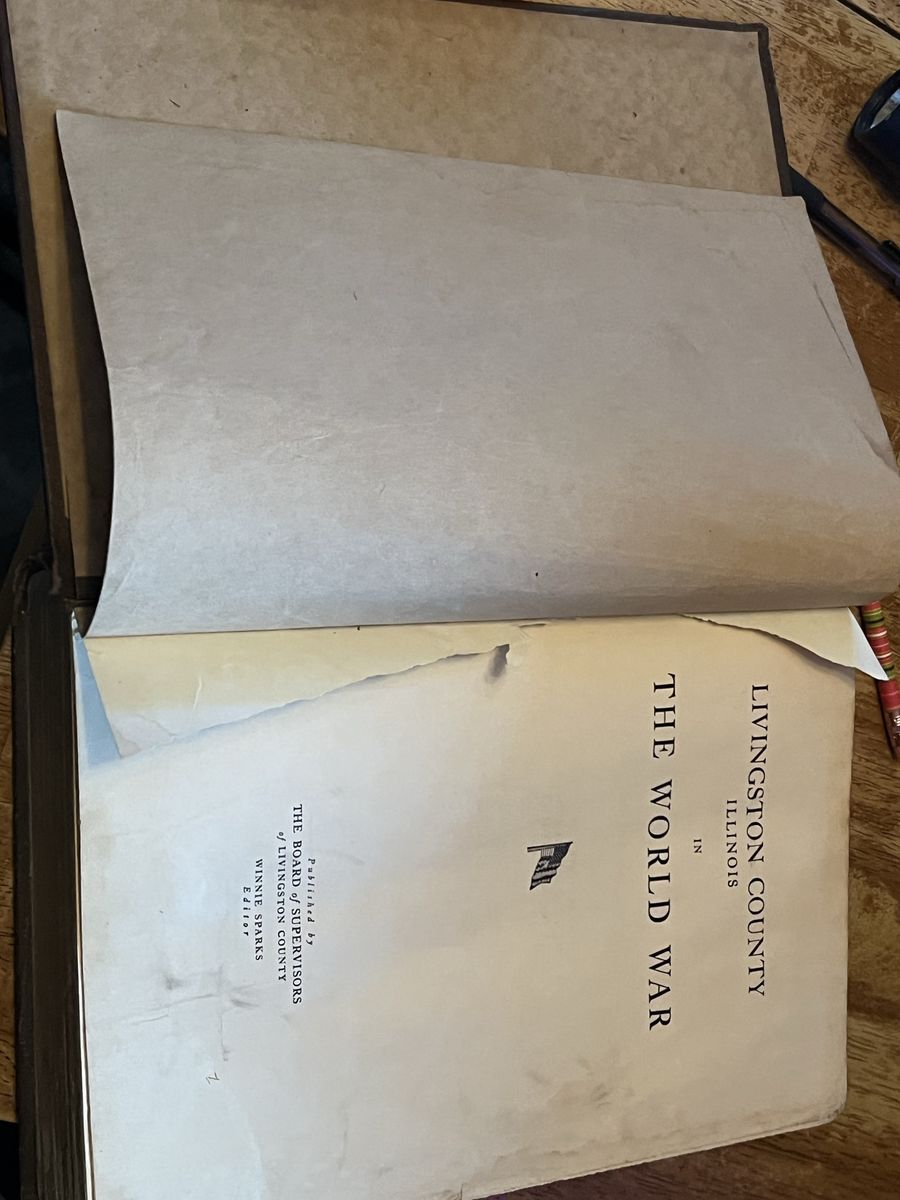 LIVINGSTON COUNTY
ILLINOIS
IN
THE WORLD WAR
Published by
THE BOARD of SUPERVISORS
of LIVINGSTON COUNTY
WINNIE SPARKS
Editor